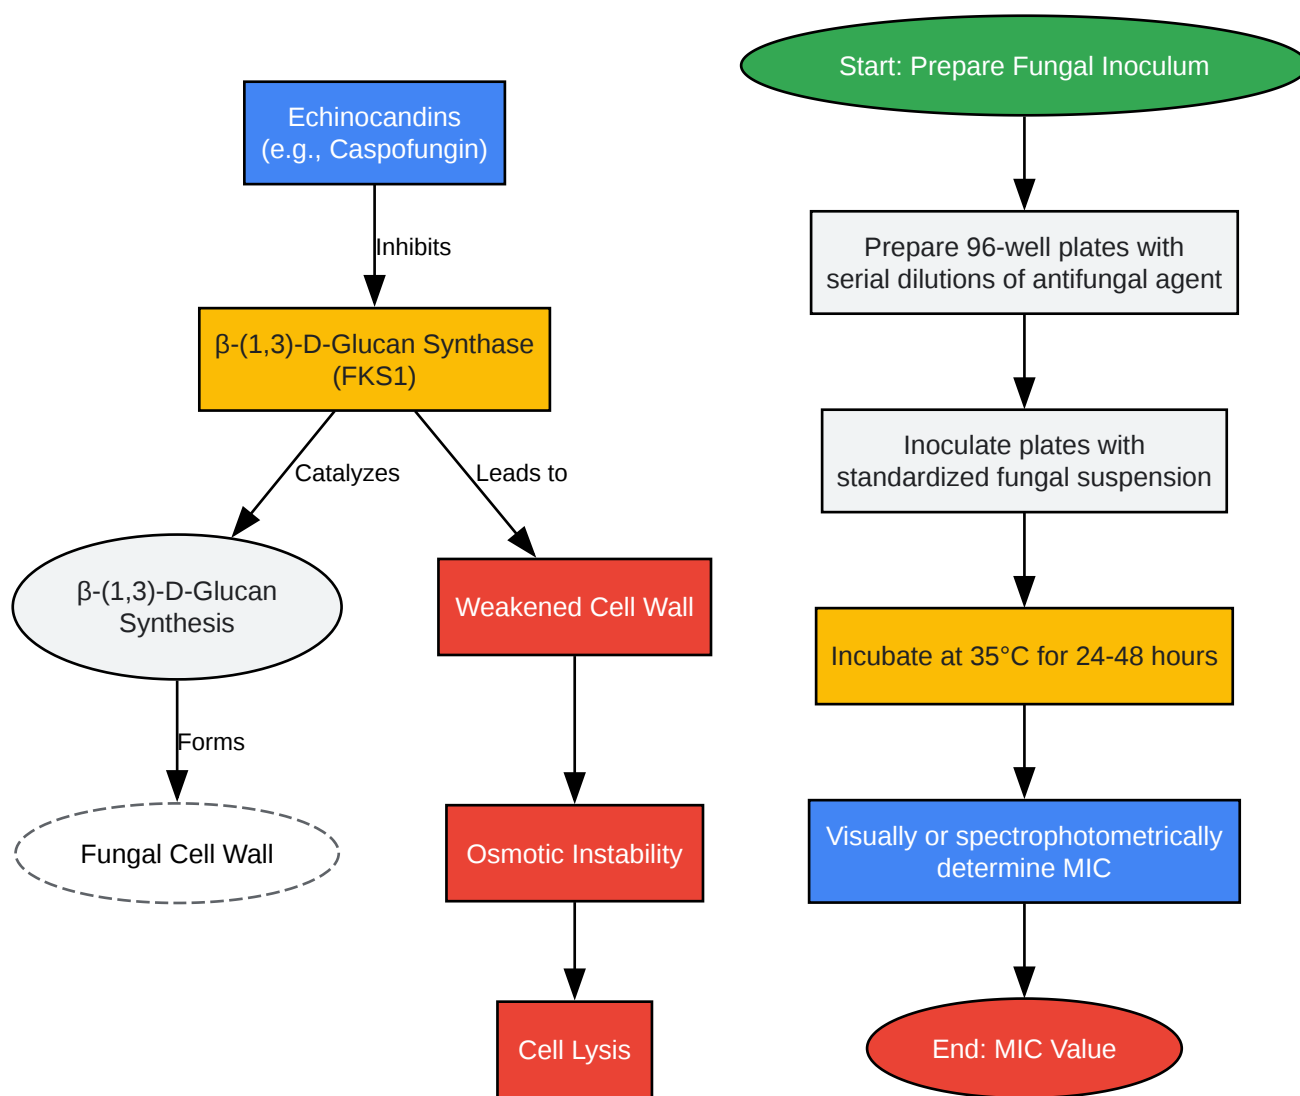 Echinocandins
(e.g., Caspofungin)
Inhibits
β-(1,3)-D-Glucan Synthase
(FKS1)
Catalyzes
Leads to
β-(1,3)-D-Glucan
Synthesis
Weakened Cell Wall
Forms
Fungal Cell Wall
Osmotic Instability
Cell Lysis
Start: Prepare Fungal Inoculum
Prepare 96-well plates with
serial dilutions of antifungal agent
Inoculate plates with
standardized fungal suspension
Incubate at 35°C for 24-48 hours
Visually or spectrophotometrically
determine MIC
End: MIC Value